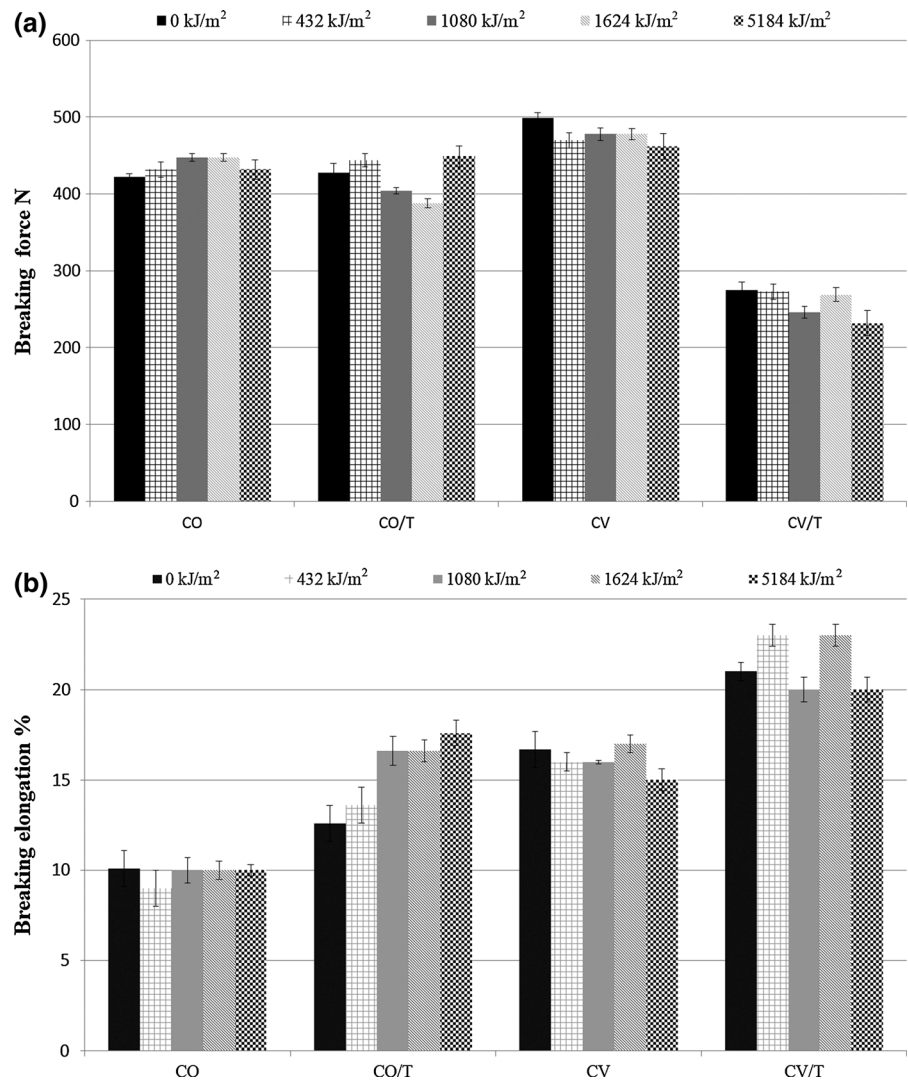 (a)
0 kJ/m² 432 kJ/m² 1080 kJ/m² 1624 kJ/m² 5184 kJ/m²
Breaking force N
600
500
400
300
200
100
0
CO CO/T CV CV/T
(b)
0 kJ/m² 432 kJ/m² 1080 kJ/m² 1624 kJ/m² 5184 kJ/m²
Breaking elongation %
25
20
15
10
5
0
CO CO/T CV CV/T